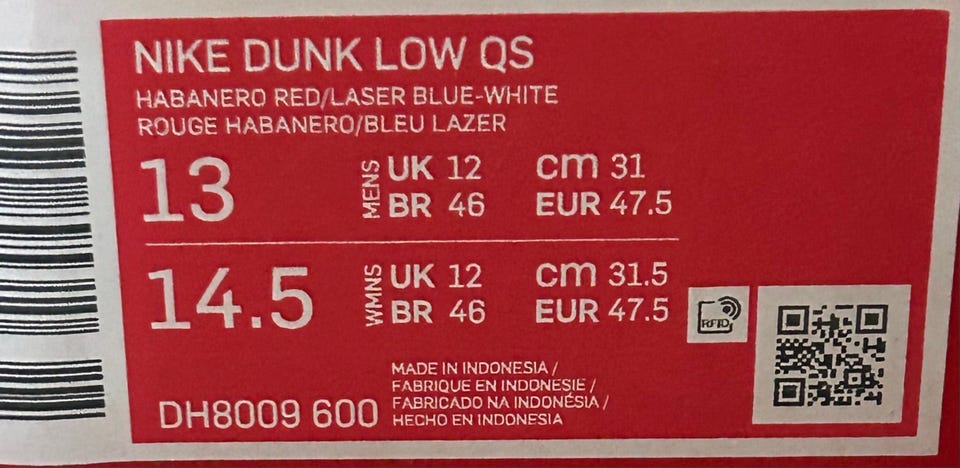 NIKE DUNK LOW QS
HABANERO RED/LASER BLUE-WHITE
ROUGE HABANERO/BLEU LAZER
13 MENS UK 12 cm 31
BR 46 EUR 47.5
14.5 WMNS UK 12 cm 31.5
BR 46 EUR 47.5
RFID
DH8009 600
MADE IN INDONESIA /
FABRIQUE EN INDONESIE /
FABRICADO NA INDONÉSIA /
HECHO EN INDONESIA